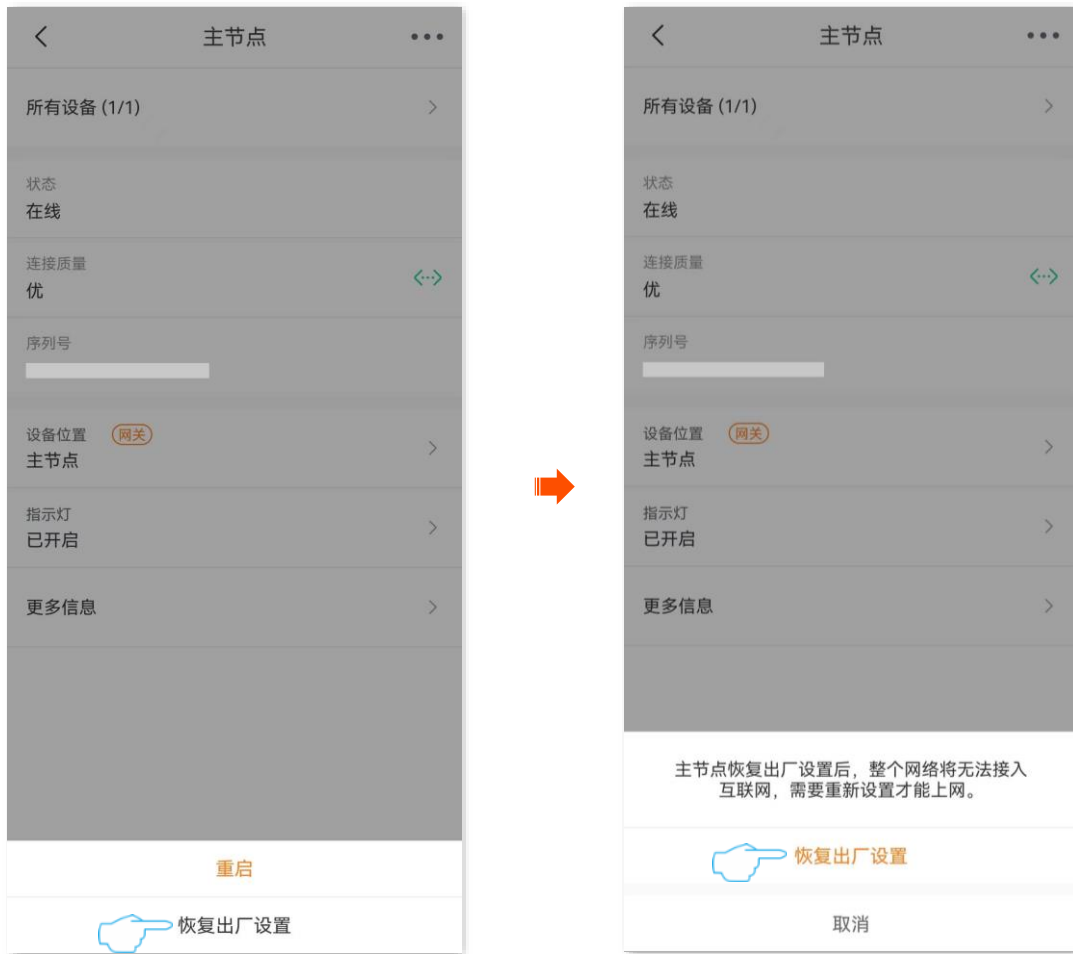 主节点
所有设备 (1/1)
状态
在线
连接质量
优
序列号
设备位置 网关
主节点
指示灯
已开启
更多信息
重启
恢复出厂设置
主节点
所有设备 (1/1)
状态
在线
连接质量
优
序列号
设备位置 网关
主节点
指示灯
已开启
更多信息
主节点恢复出厂设置后，整个网络将无法接入
互联网，需要重新设置才能上网。
恢复出厂设置
取消